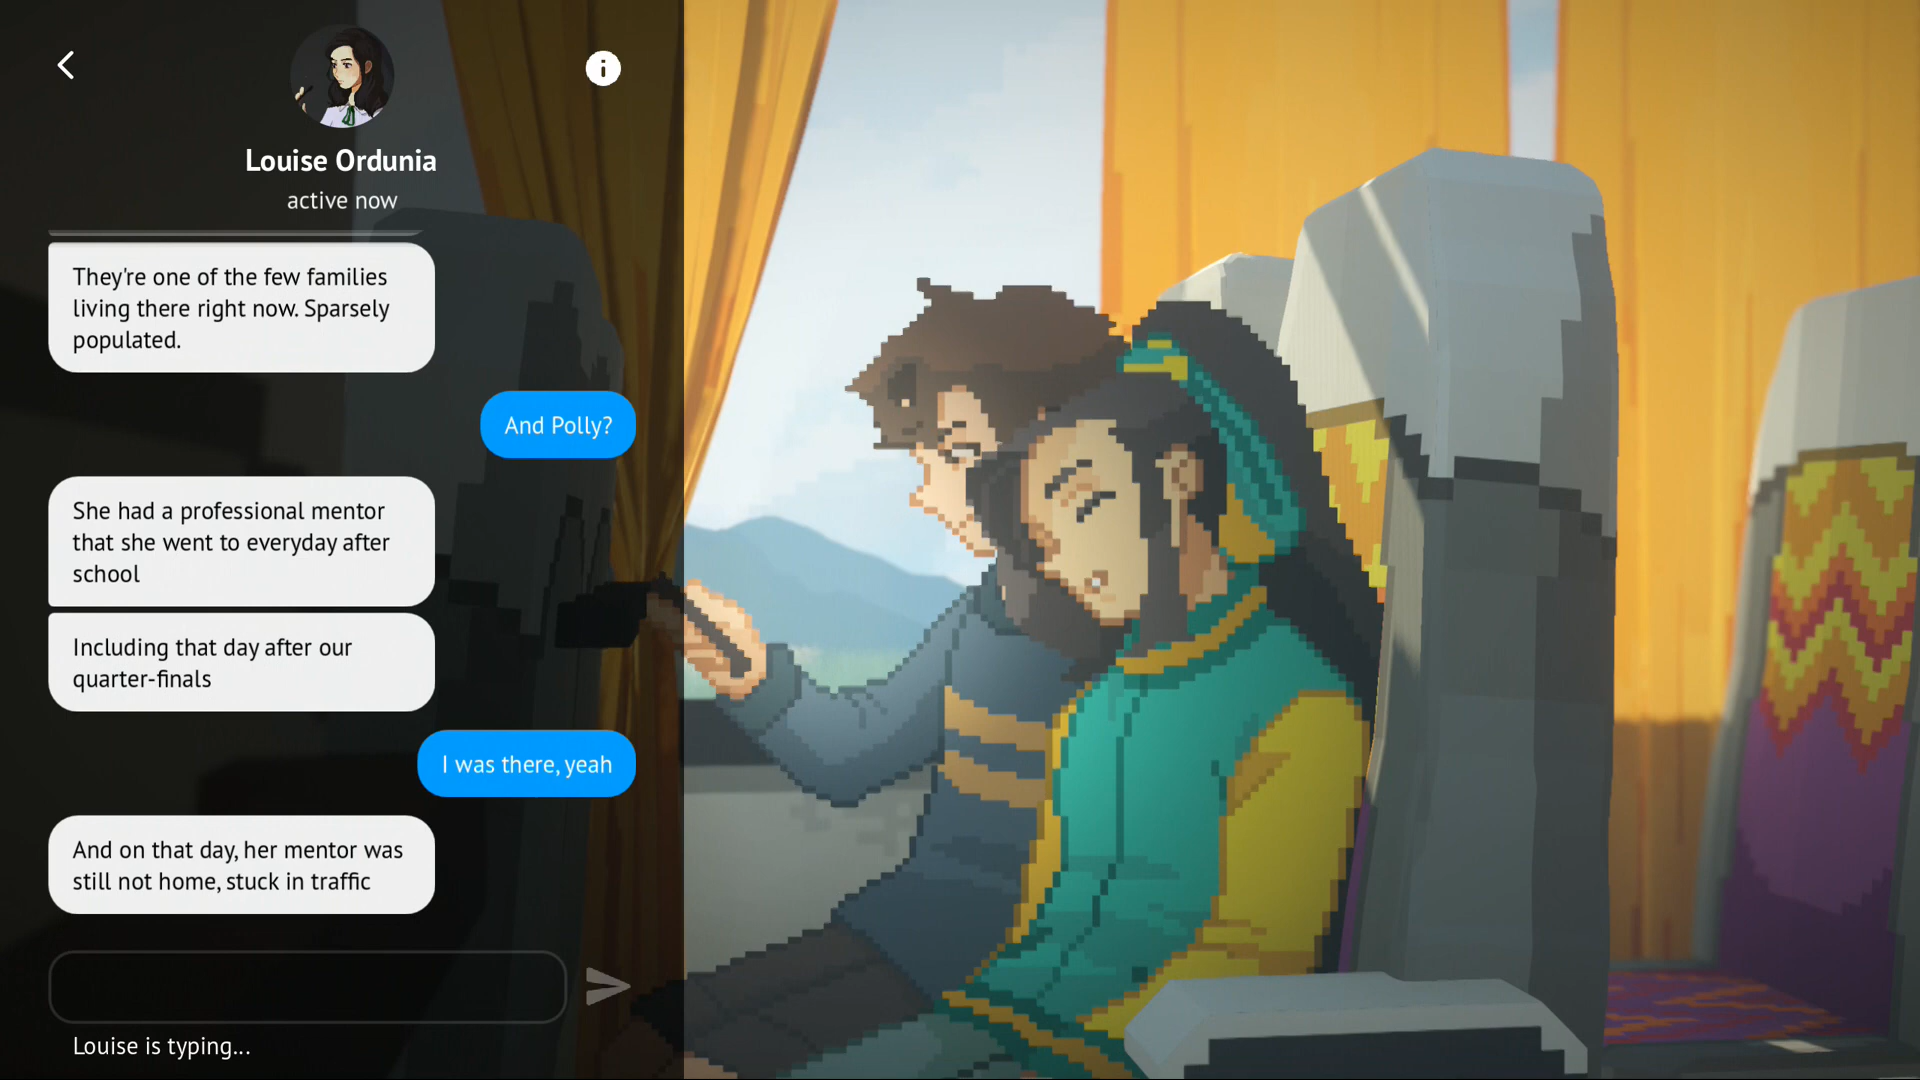 Louise Ordunia
active now
They're one of the few families
living there right now. Sparsely
populated.
And Polly?
She had a professional mentor
that she went to everyday after
school
Including that day after our
quarter-finals
I was there, yeah
And on that day, her mentor was
still not home, stuck in traffic
Louise is typing...